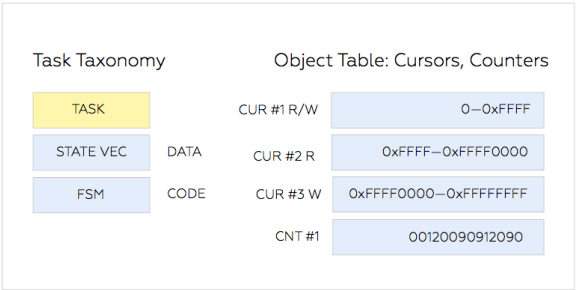 Task Taxonomy
Object Table: Cursors, Counters
TASK
STATE VEC DATA
FSM CODE
CUR #1 R/W 0—0xFFFF
CUR #2 R 0xFFFF—0xFFFF0000
CUR #3 W 0xFFFF0000—0xFFFFFFFF
CNT #1 00120090912090